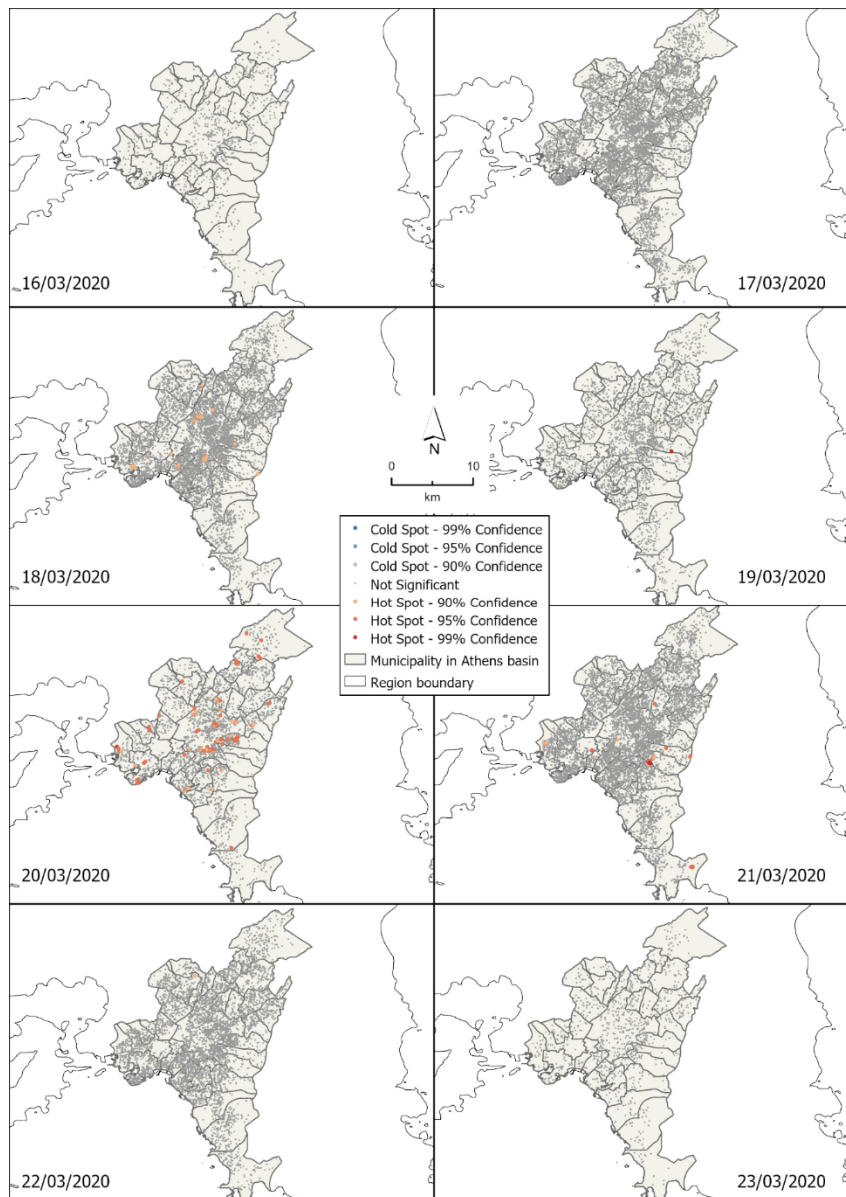 16/03/2020
17/03/2020
18/03/2020
N
0 10
km
19/03/2020
Cold Spot - 99% Confidence
Cold Spot - 95% Confidence
Cold Spot - 90% Confidence
Not Significant
Hot Spot - 90% Confidence
Hot Spot - 95% Confidence
Hot Spot - 99% Confidence
Municipality in Athens basin
Region boundary
20/03/2020
21/03/2020
22/03/2020
23/03/2020